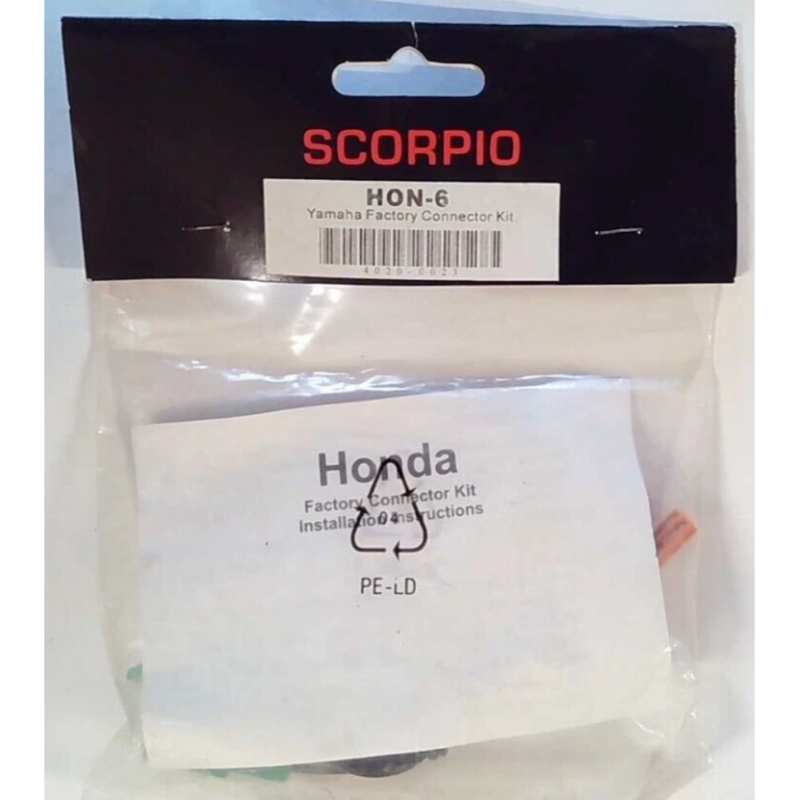 SCORPIO
HON-6
Yamaha Factory Connector Kit
4020-0023
Honda
Factory Connector Kit
Installation Instructions
04
PE-LD